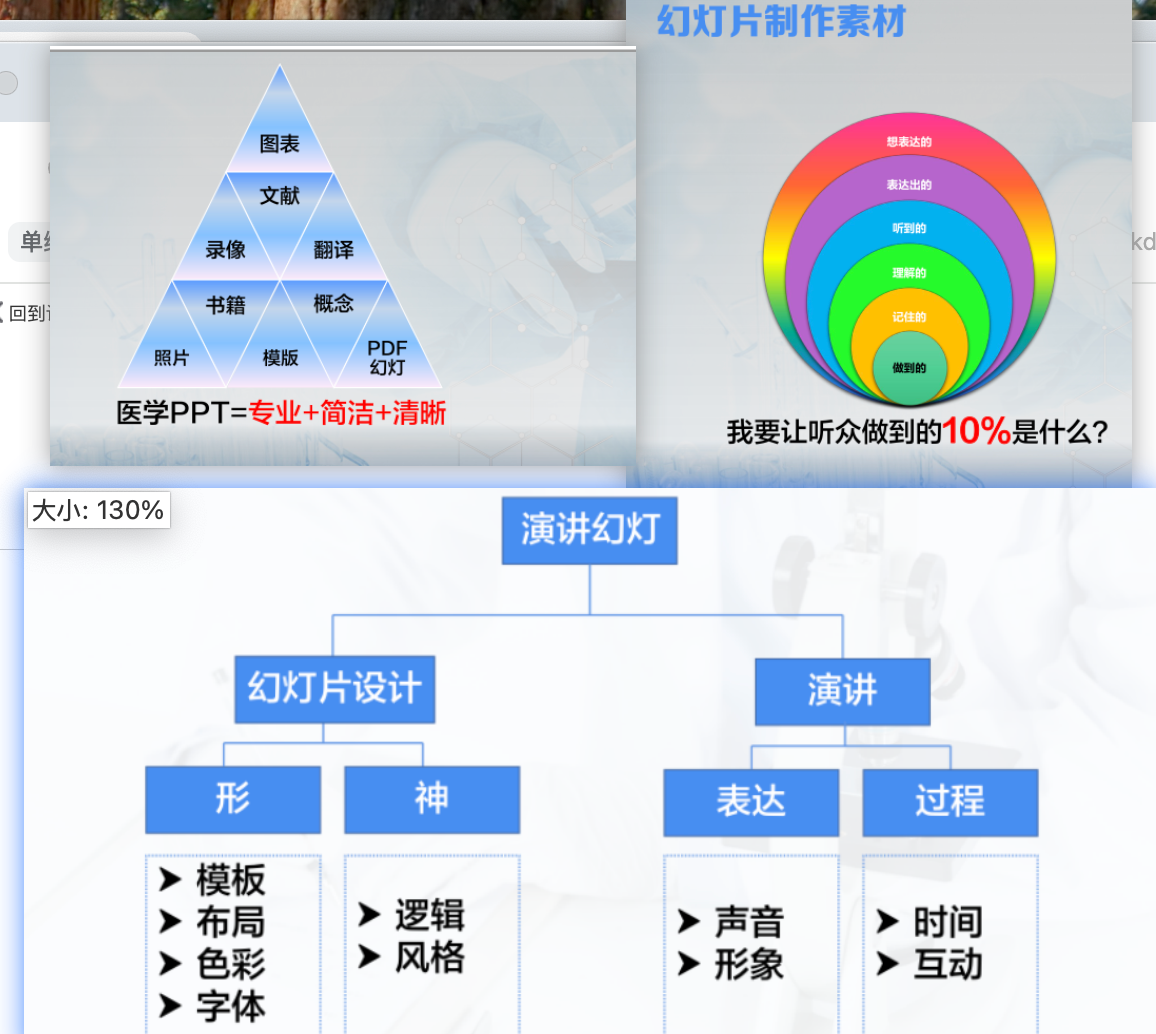 幻灯片制作素材
图表
文献
录像
翻译
书籍
概念
照片
模版
PDF
幻灯
医学PPT=专业+简洁+清晰
想表达的
表达出的
听到的
理解的
记住的
做到的
我要让听众做到的10%是什么?
回到
kd
大小: 130%
演讲幻灯
幻灯片设计
演讲
形
神
表达
过程
➤ 模板
➤ 布局
➤ 色彩
➤ 字体
➤ 逻辑
➤ 风格
➤ 声音
➤ 形象
➤ 时间
➤ 互动